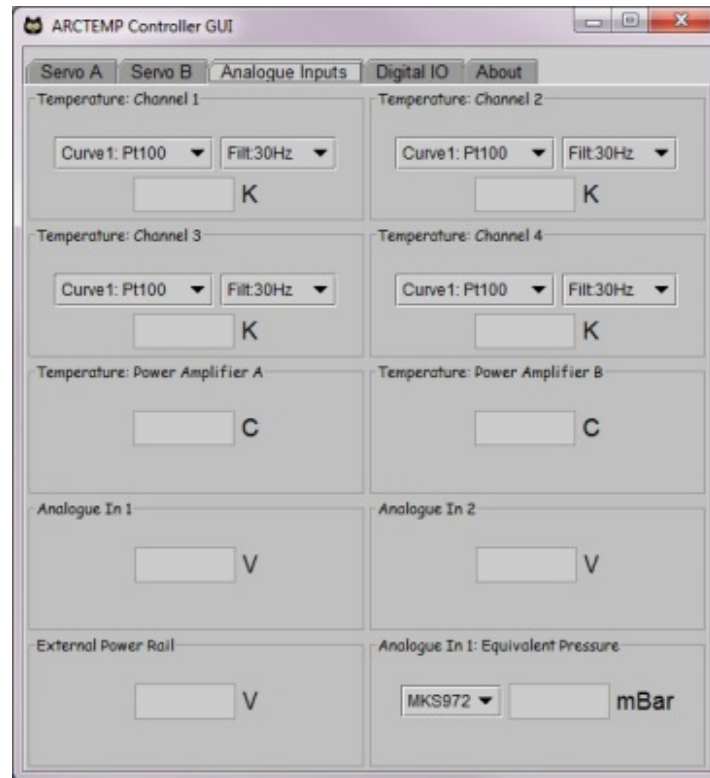 ARCTEMP Controller GUI
Servo A Servo B Analogue Inputs Digital IO About
Temperature: Channel 1 Temperature: Channel 2
Curve1: Pt100 Filt:30Hz Curve1: Pt100 Filt:30Hz
K K
Temperature: Channel 3 Temperature: Channel 4
Curve1: Pt100 Filt:30Hz Curve1: Pt100 Filt:30Hz
K K
Temperature: Power Amplifier A Temperature: Power Amplifier B
C C
Analogue In 1 Analogue In 2
V V
External Power Rail Analogue In 1: Equivalent Pressure
V MKS972 mBar